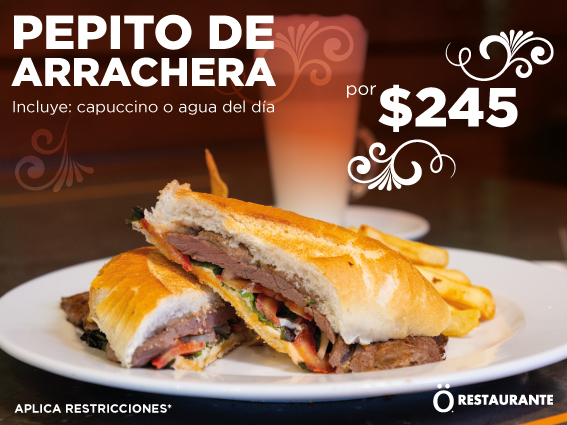 PEPITO DE
ARRACHERA
Incluye: capuccino o agua del día
por
$245
APLICA RESTRICCIONES*
Ö RESTAURANTE